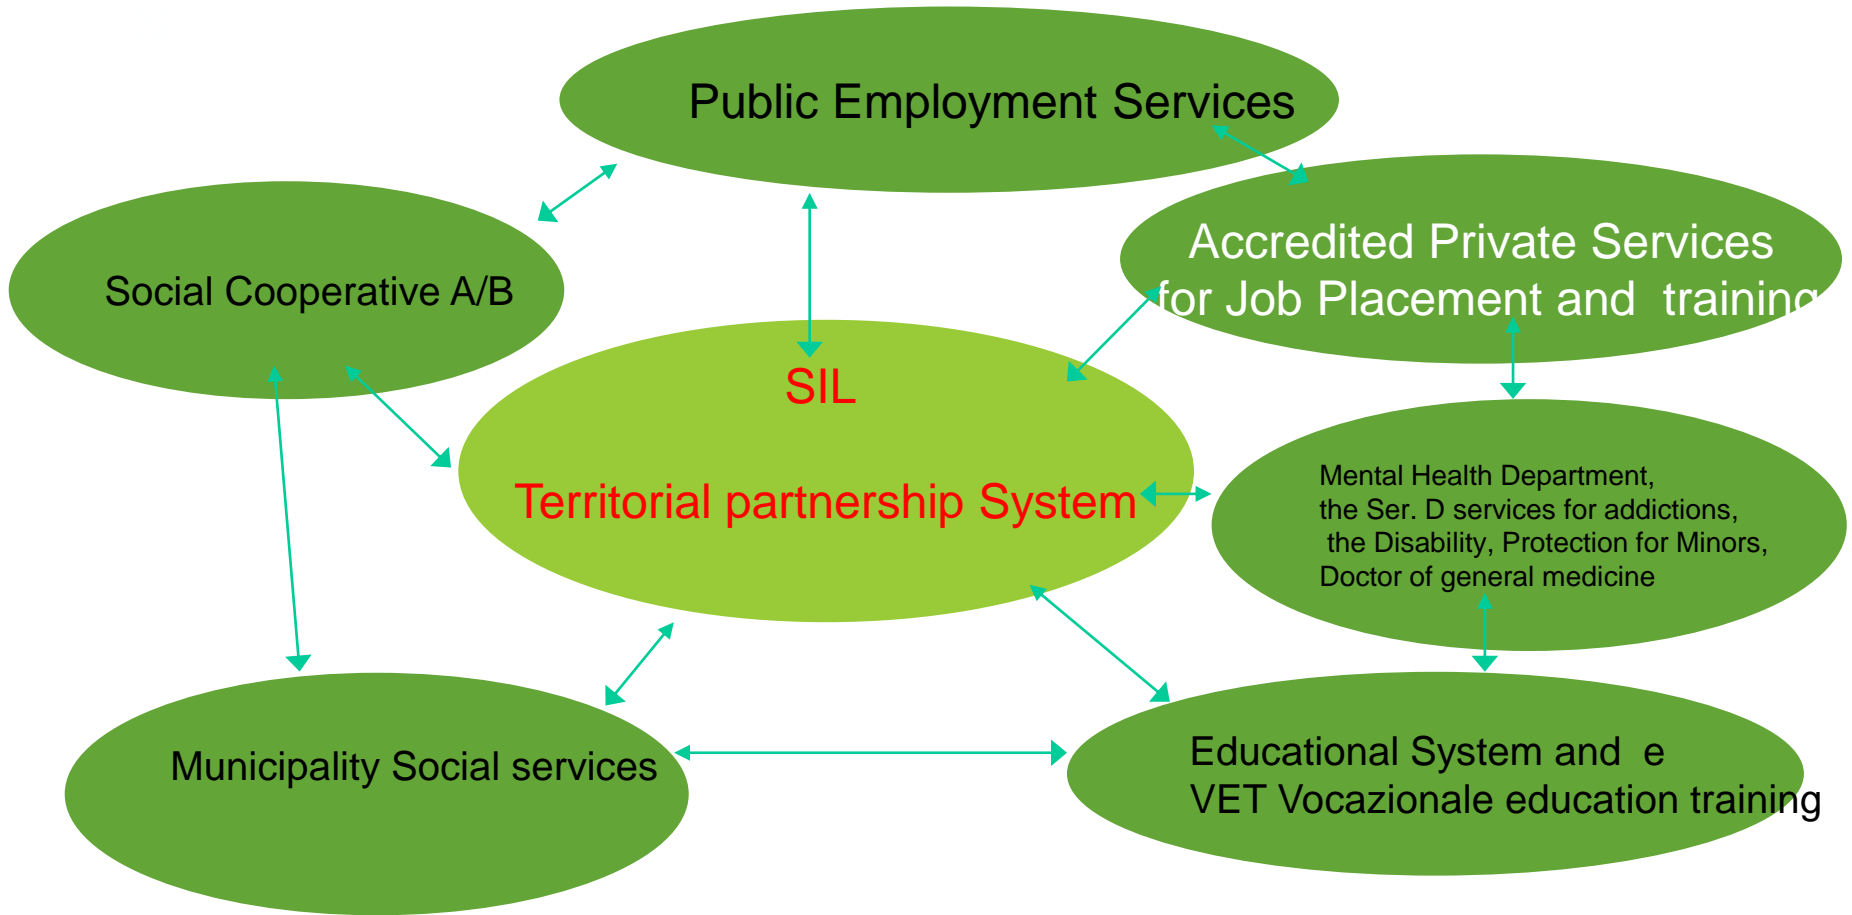 Public Employment Services
Accredited Private Services
for Job Placement and  training
Social Cooperative A/B
SIL
Territorial partnership System
Mental Health Department,
the Ser. D services for addictions,
the Disability, Protection for Minors,
Doctor of general medicine
Municipality Social services
Educational System and  e
VET Vocazionale education training